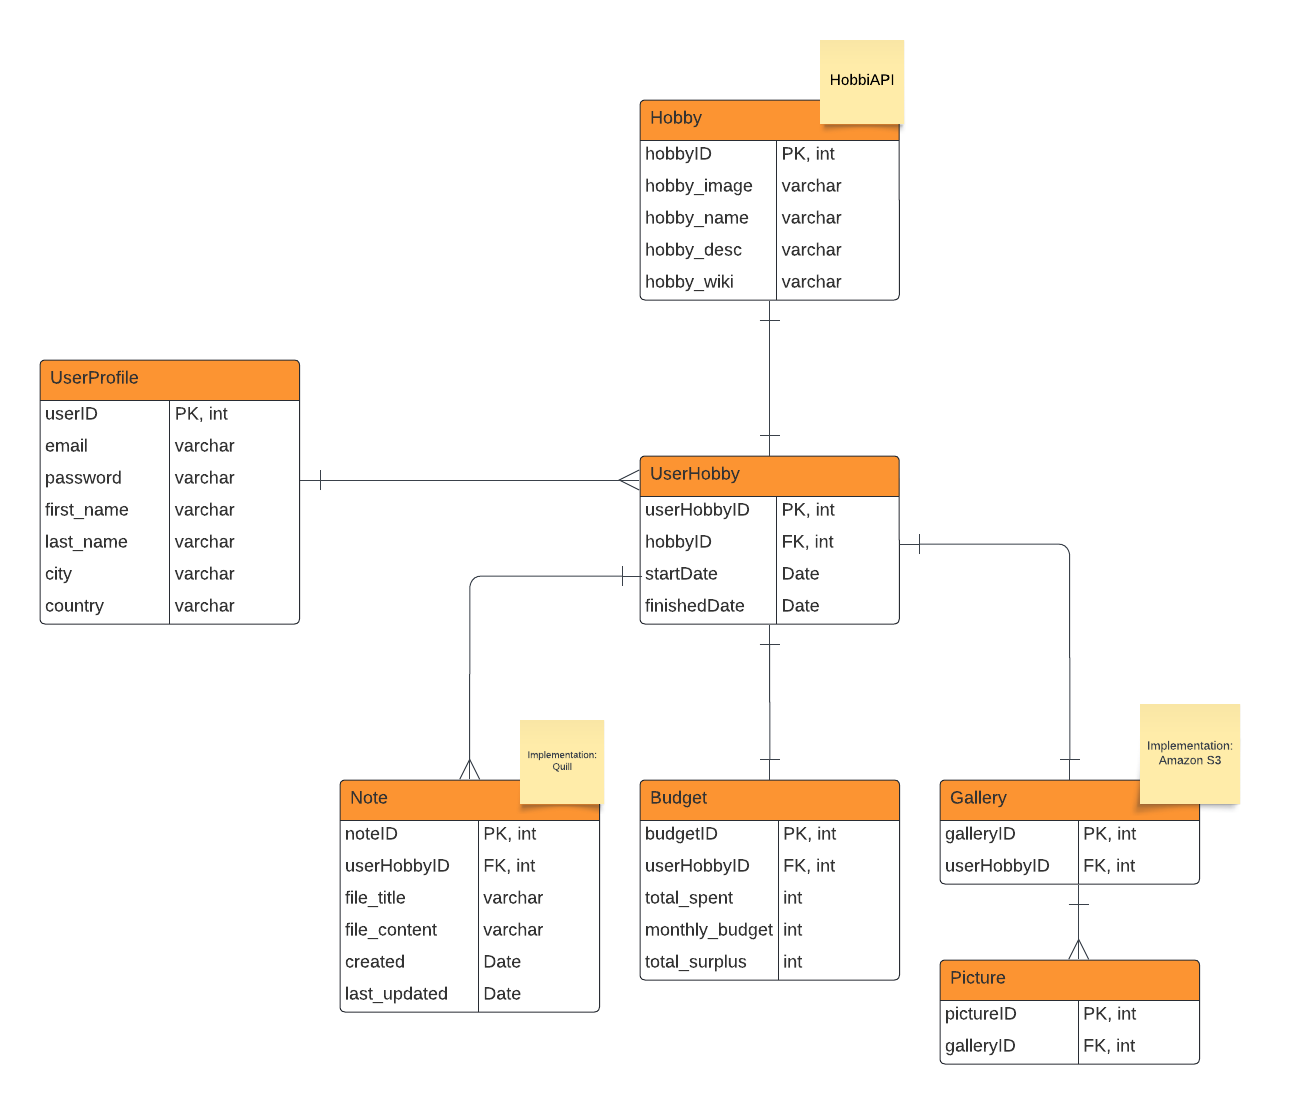 HobbiAPI
Hobby
hobbyID PK, int
hobby_image varchar
hobby_name varchar
hobby_desc varchar
hobby_wiki varchar
UserProfile
userID PK, int
email varchar
password varchar
first_name varchar
last_name varchar
city varchar
country varchar
UserHobby
userHobbyID PK, int
hobbyID FK, int
startDate Date
finishedDate Date
Implementation:
Quill
Note
noteID PK, int
userHobbyID FK, int
file_title varchar
file_content varchar
created Date
last_updated Date
Budget
budgetID PK, int
userHobbyID FK, int
total_spent int
monthly_budget int
total_surplus int
Implementation:
Amazon S3
Gallery
galleryID PK, int
userHobbyID FK, int
Picture
pictureID PK, int
galleryID FK, int